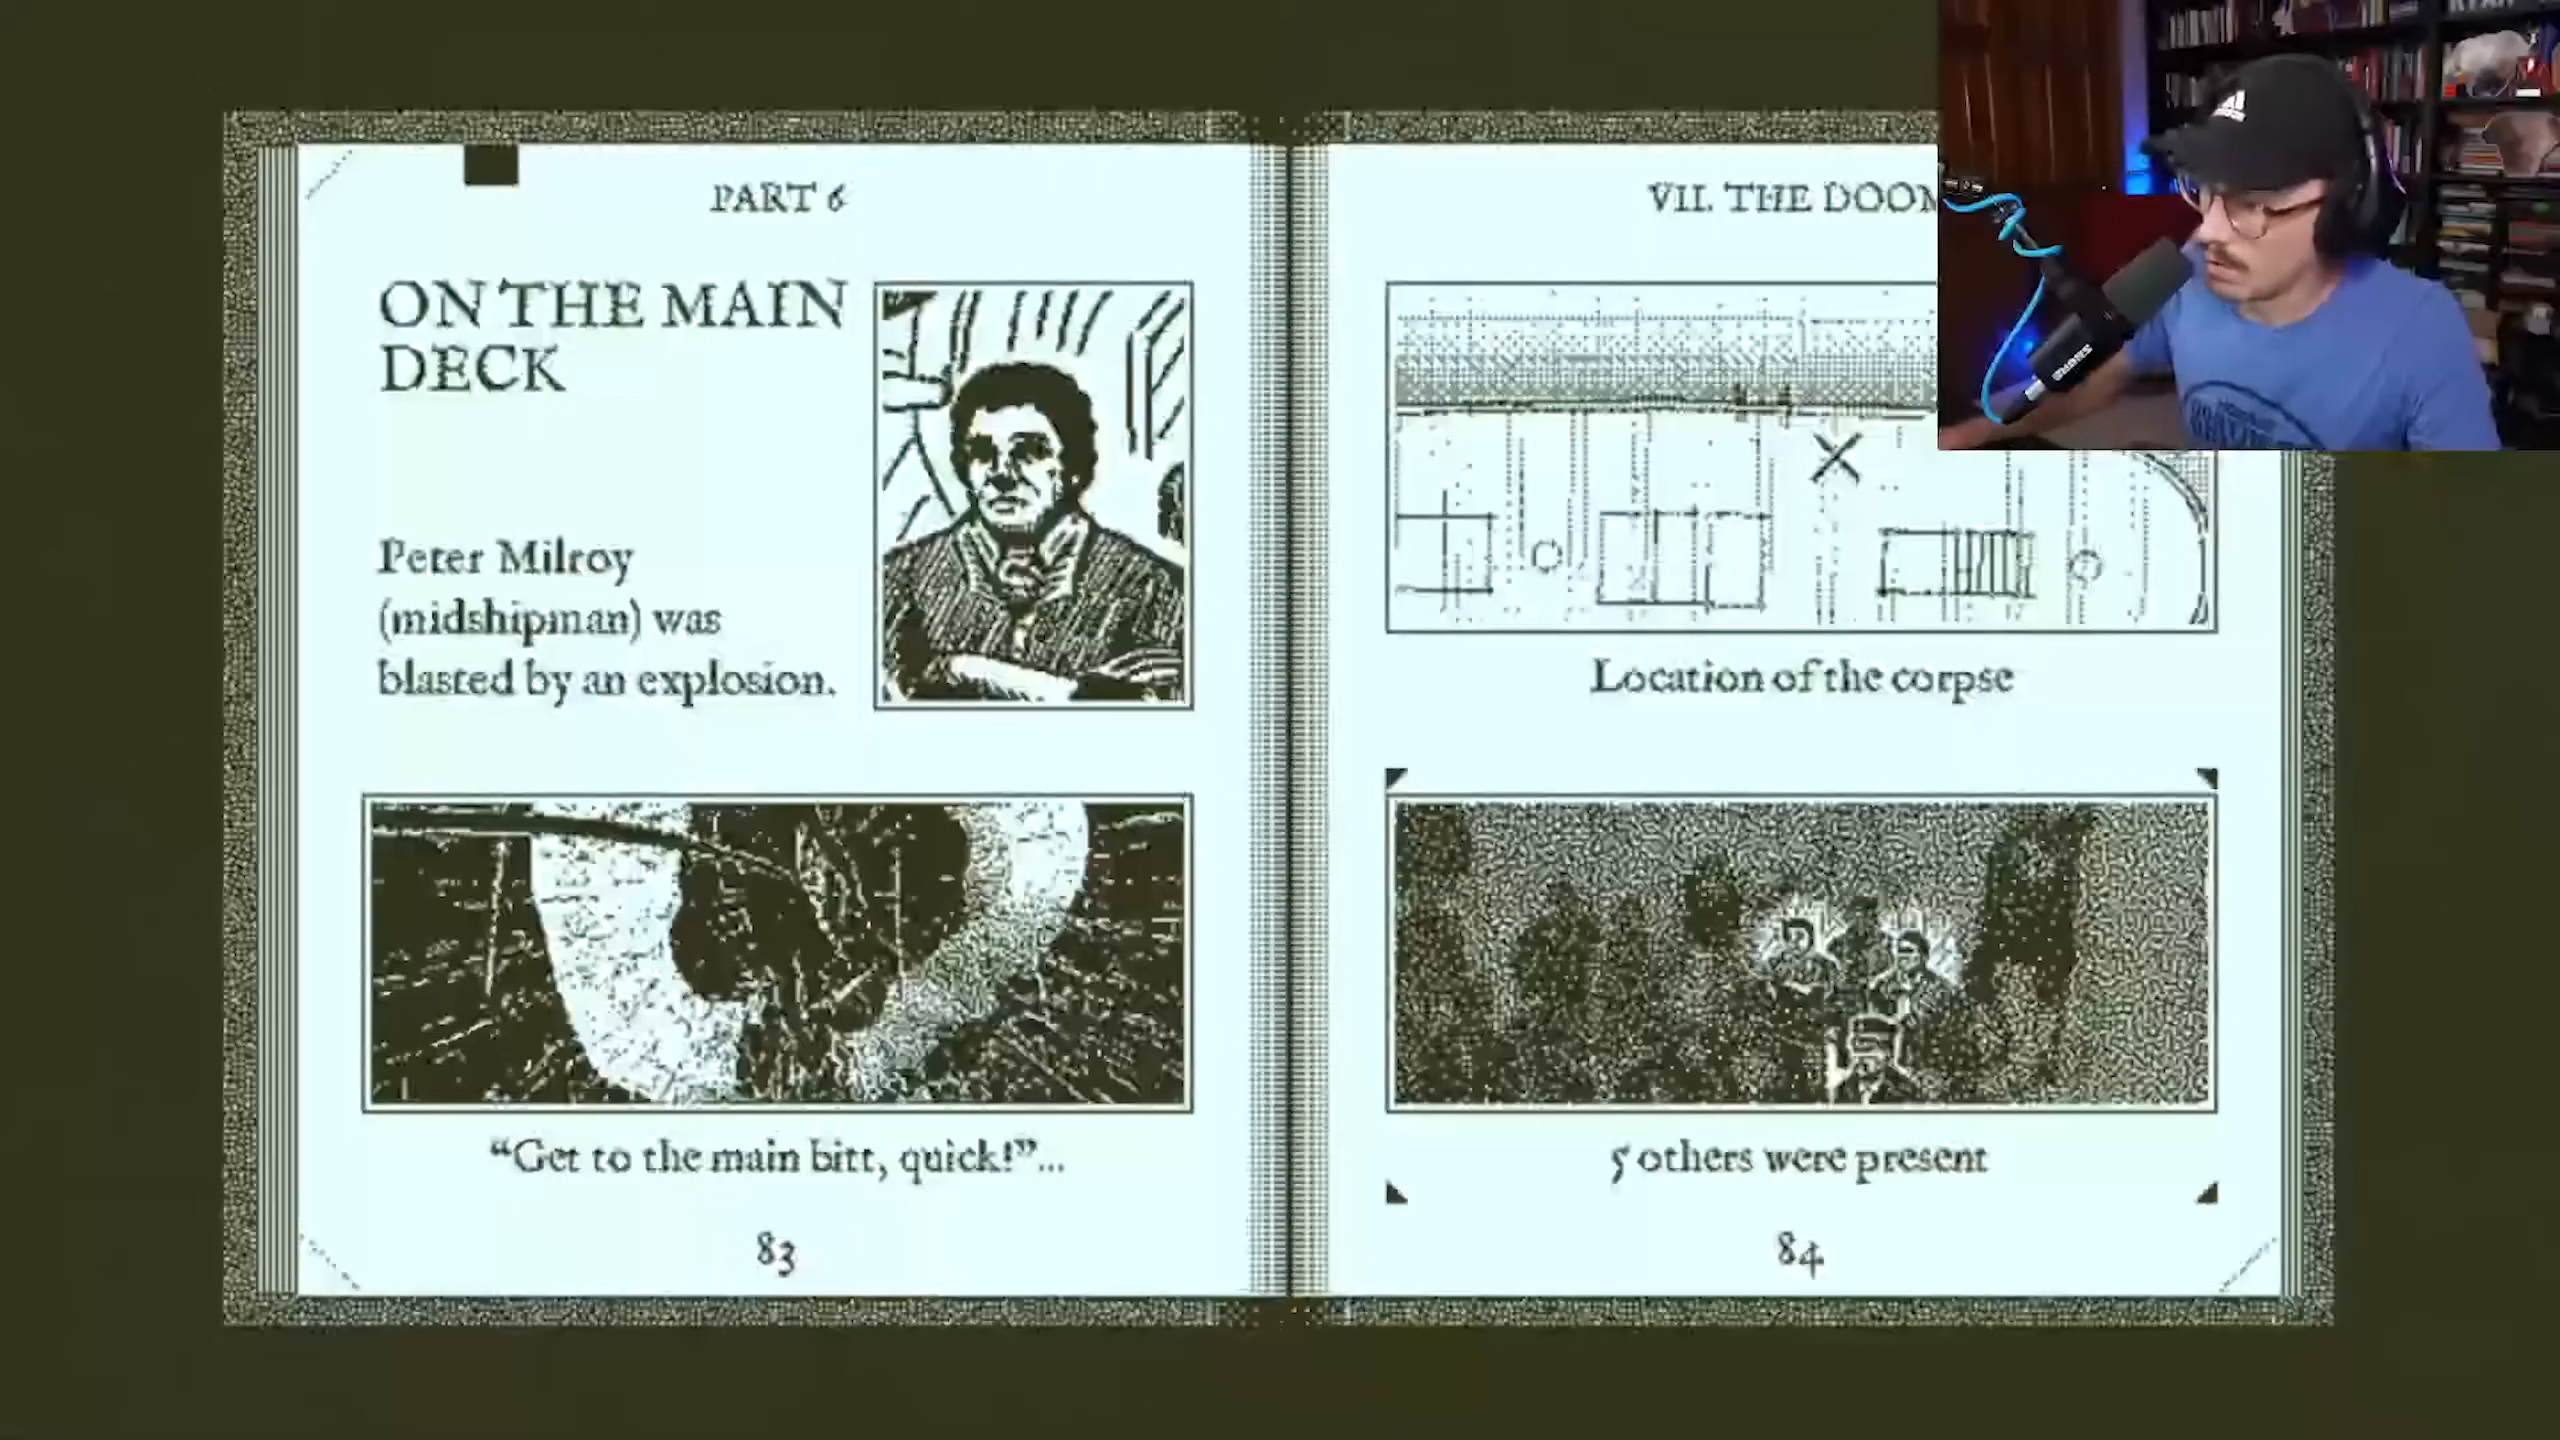 PART 6
ON THE MAIN
DECK
Peter Milroy
(midshipman) was
blasted by an explosion.
"Get to the main bitt, quick!"...
83
VII. THE DOOM
Location of the corpse
5 others were present
84
SHURE